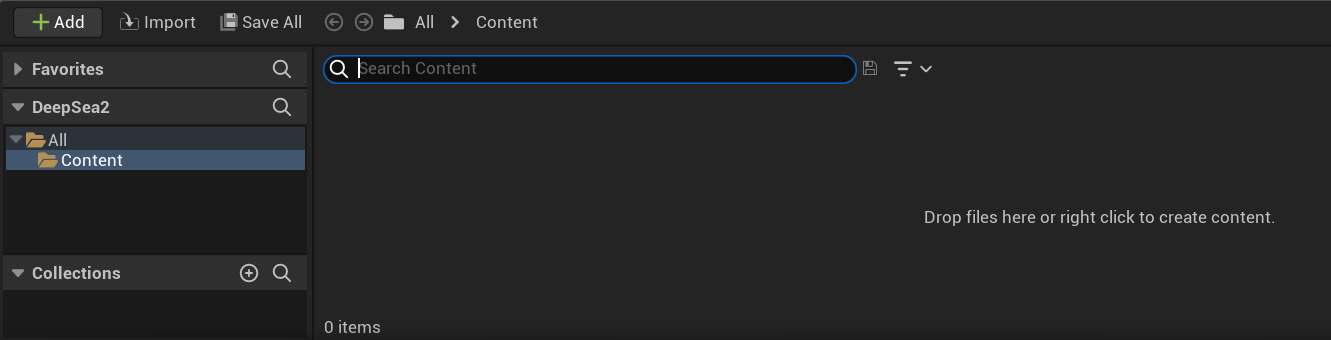 Add Import Save All All Content
Favorites
Search Content
DeepSea2
All
Content
Drop files here or right click to create content.
Collections
0 items